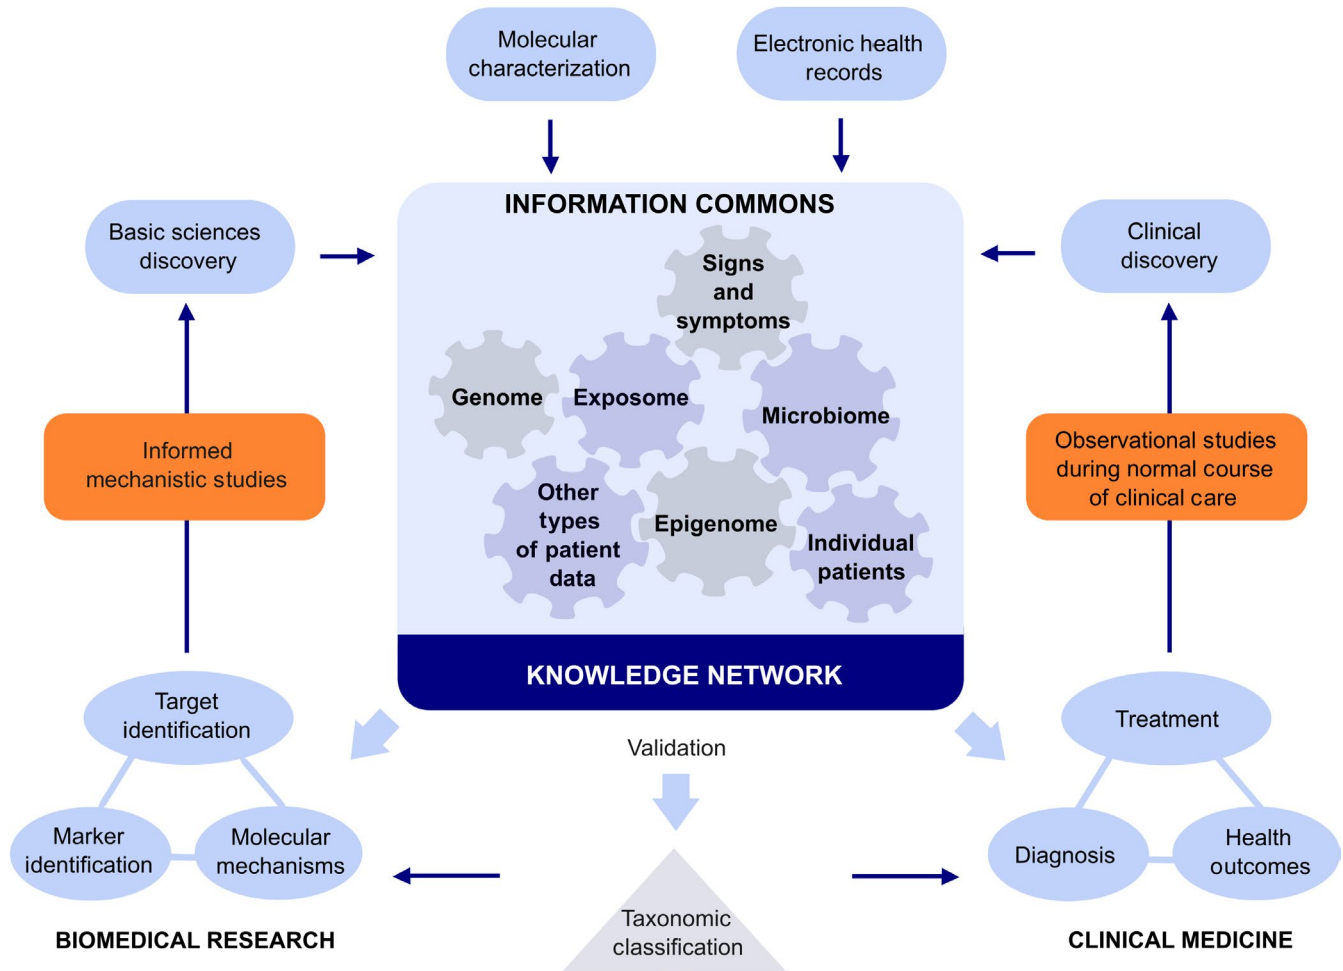 Molecular
characterization
Electronic health
records
Basic sciences
discovery
INFORMATION COMMONS
Clinical
discovery
Signs
and
symptoms
Genome
Exposome
Microbiome
Informed
mechanistic studies
Observational studies
during normal course
of clinical care
Other
types
of patient
data
Epigenome
Individual
patients
KNOWLEDGE NETWORK
Target
identification
Treatment
Validation
Marker
identification
Molecular
mechanisms
Diagnosis
Health
outcomes
Taxonomic
classification
BIOMEDICAL RESEARCH
CLINICAL MEDICINE